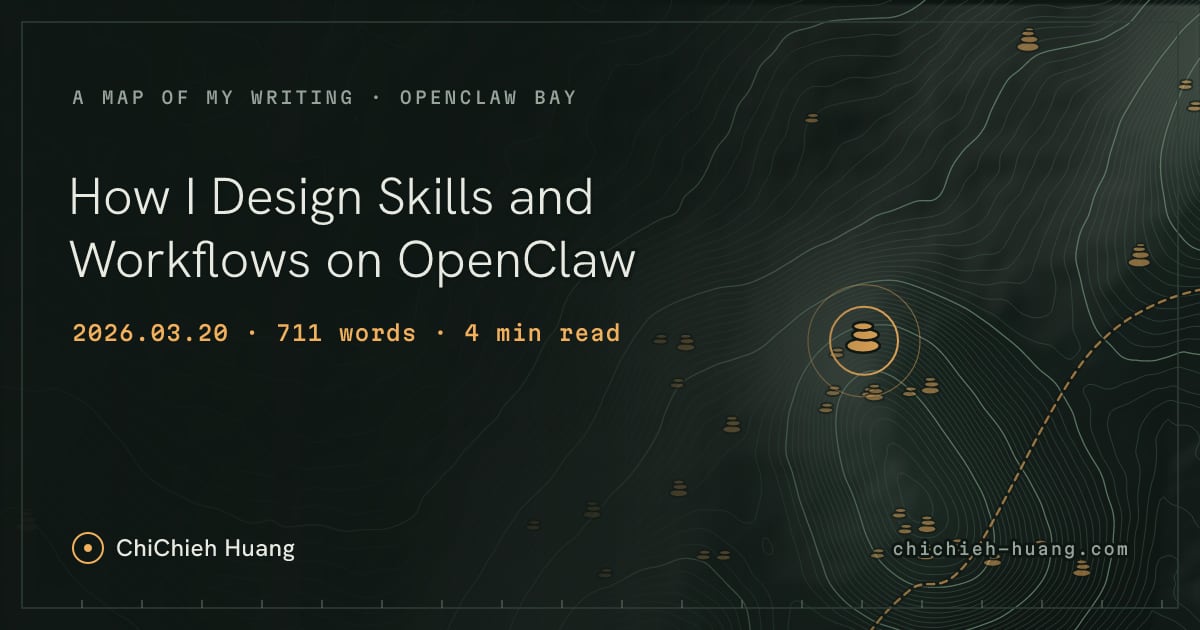 A MAP OF MY WRITING · OPENCLAW BAY
How I Design Skills and
Workflows on OpenClaw
2026.03.20 · 711 words · 4 min read
ChiChieh Huang
chichieh-huang.com